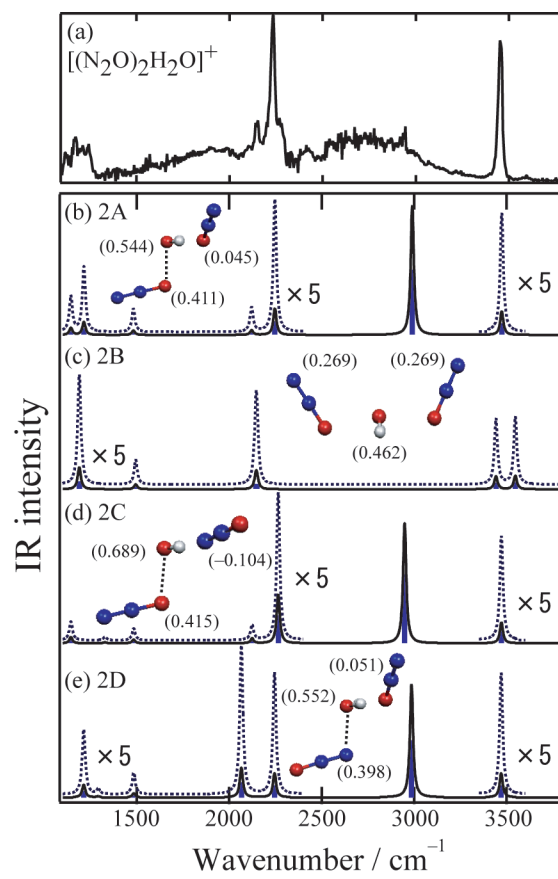 (a)
[(N₂O)₂H₂O]⁺
(b) 2A
(0.544)
(0.045)
(0.411)
× 5
× 5
(c) 2B
(0.269)
(0.269)
× 5
(0.462)
(d) 2C
(0.689)
(−0.104)
× 5
× 5
(0.415)
(e) 2D
(0.051)
(0.552)
× 5
× 5
(0.398)
IR intensity
1500 2000 2500 3000 3500
Wavenumber / cm⁻¹